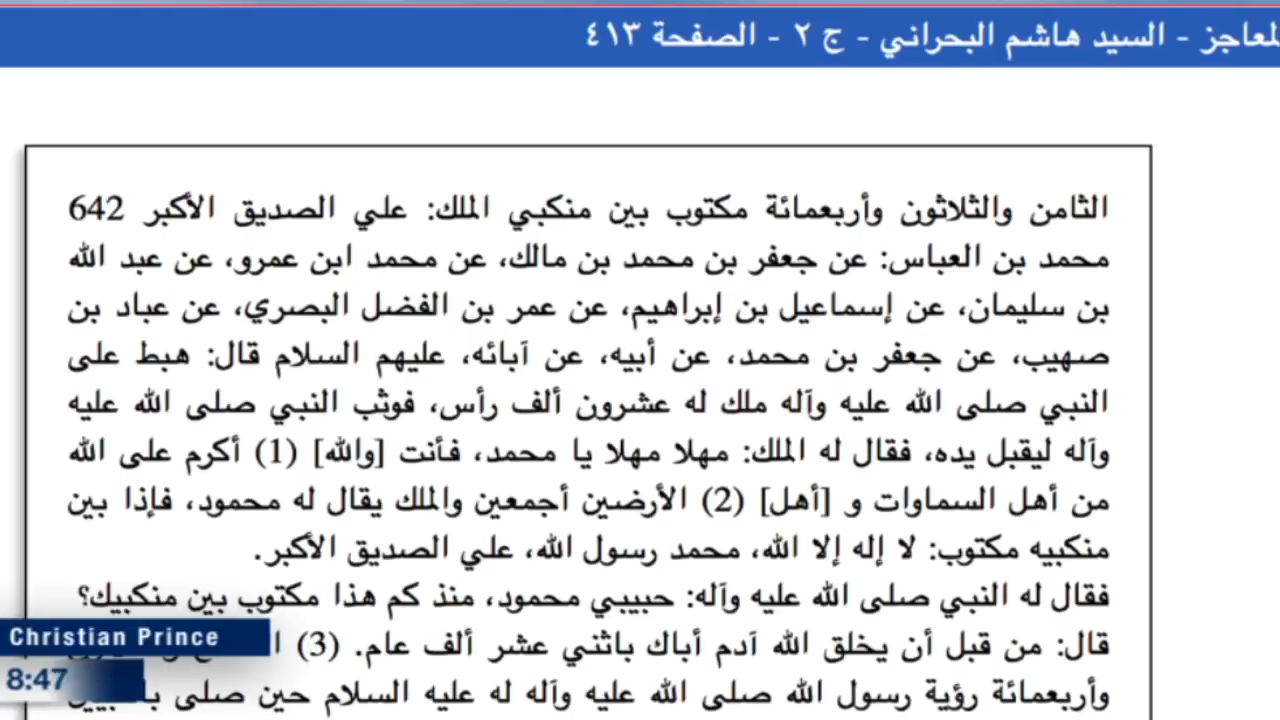 لمعاجز - السيد هاشم البحراني - ج ٢ - الصفحة ٤١٣
الثامن والثلاثون وأربعمائة مكتوب بين منكبي الملك: علي الصديق الأكبر 642
محمد بن العباس: عن جعفر بن محمد بن مالك، عن محمد ابن عمرو، عن عبد الله
بن سليمان، عن إسماعيل بن إبراهيم، عن عمر بن الفضل البصري، عن عباد بن
صهيب، عن جعفر بن محمد، عن أبيه، عن آبائه، عليهم السلام قال: هبط على
النبي صلى الله عليه وآله ملك له عشرون ألف رأس، فوثب النبي صلى الله عليه
وآله ليقبل يده، فقال له الملك: مهلا مهلا يا محمد، فأنت [والله] (1) أكرم على الله
من أهل السماوات و [أهل] (2) الأرضين أجمعين والملك يقال له محمود، فإذا بين
منكبيه مكتوب: لا إله إلا الله، محمد رسول الله، علي الصديق الأكبر.
فقال له النبي صلى الله عليه وآله: حبيبي محمود، منذ كم هذا مكتوب بين منكبيك؟
قال: من قبل أن يخلق الله آدم أباك باثني عشر ألف عام. (3)
وأربعمائة رؤية رسول الله صلى الله عليه وآله له عليه السلام حين صلى
Christian Prince
8:47